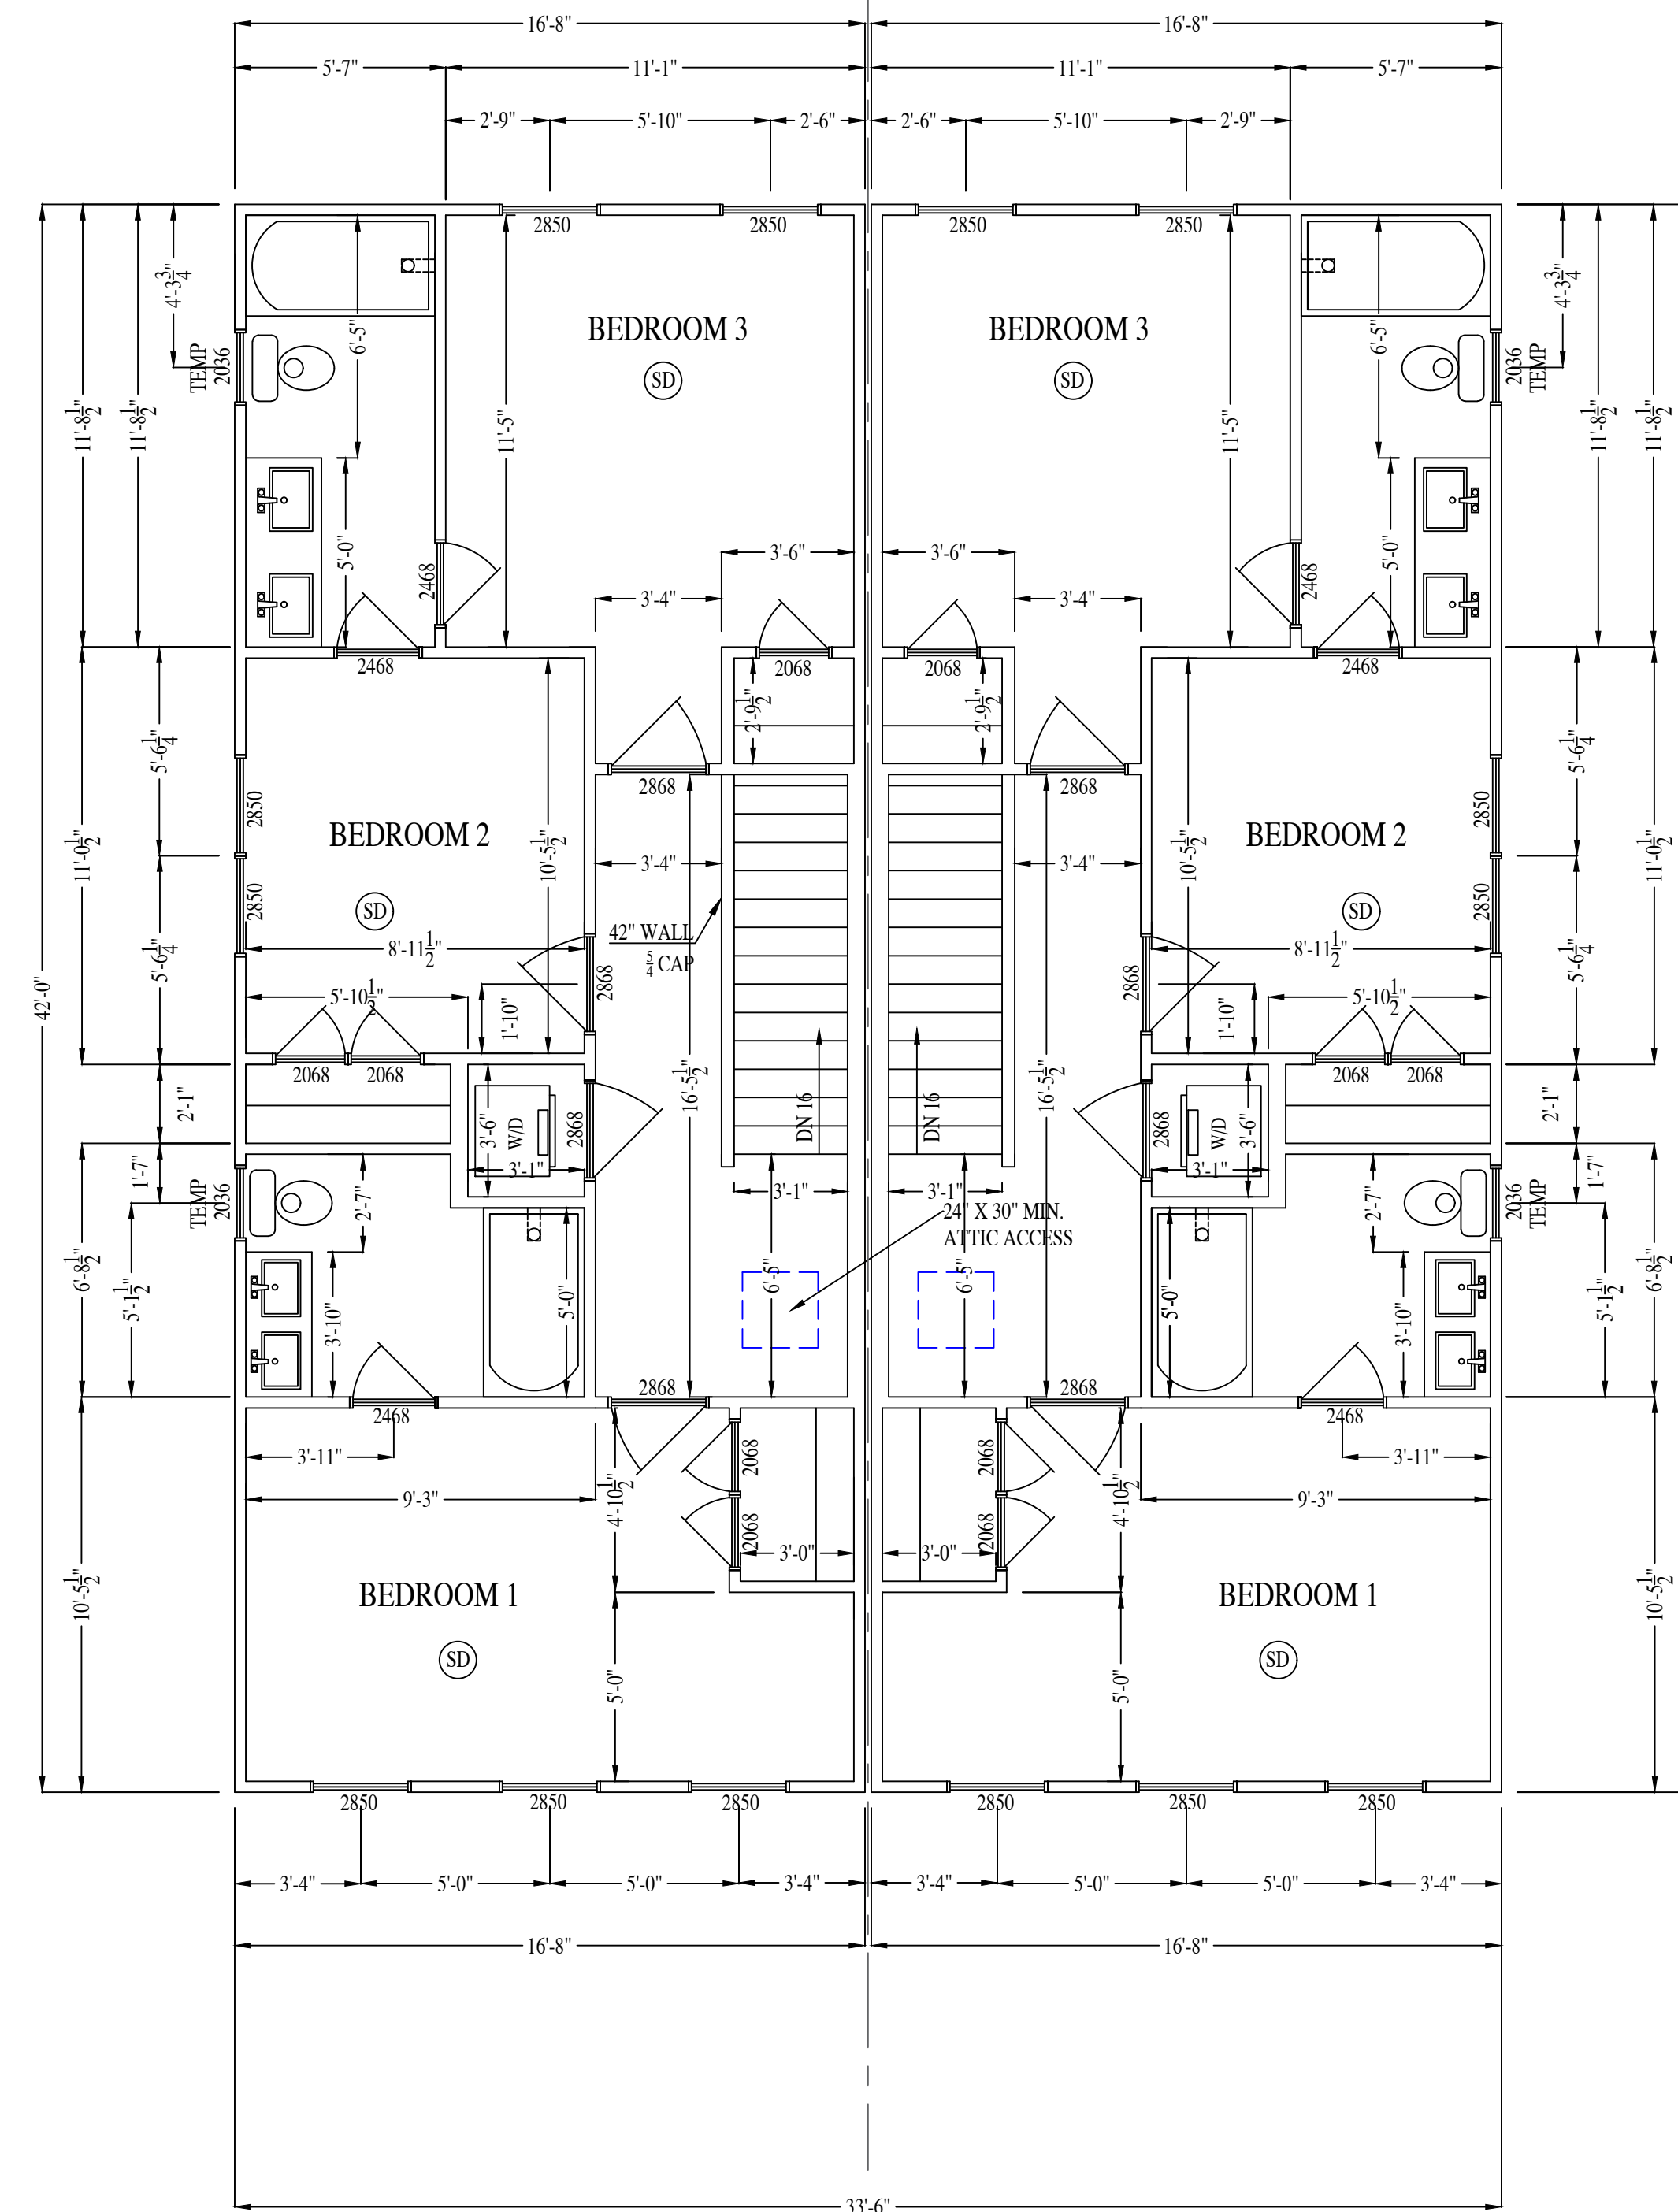 16'-8" 16'-8"
5'-7" 11'-1" 11'-1" 5'-7"
2'-9" 5'-10" 2'-6" 2'-6" 5'-10" 2'-9"
2850 2850 2850 2850
4'-3 3/4" 4'-3 3/4"
BEDROOM 3 BEDROOM 3
6'-5" 6'-5"
TEMP 2036 2036 TEMP
SD SD
11'-8 1/2" 11'-8 1/2" 11'-5" 11'-5" 11'-8 1/2" 11'-8 1/2"
5'-0" 3'-6" 3'-6" 5'-0"
2468 2468
3'-4" 3'-4"
2468 2068 2068 2468
2'-9 1/2" 2'-9 1/2"
5'-6 1/4" 5'-6 1/4"
2868 2868
2850 2850
BEDROOM 2 BEDROOM 2
11'-0 1/2" 10'-5 1/2" 3'-4" 3'-4" 10'-5 1/2" 11'-0 1/2"
2850 SD SD 2850
42" WALL
5/4 CAP
5'-6 1/4" 8'-11 1/2" 8'-11 1/2" 5'-6 1/4"
42'-0" 2868 2868
5'-10 1/2" 5'-10 1/2"
1'-10" 1'-10"
2068 2068 16'-5 1/2" 16'-5 1/2" 2068 2068
2'-1" DN 16 DN 16 2'-1"
3'-6" W/D 2868 2868 W/D 3'-6"
3'-1" 3'-1"
1'-7" 1'-7"
2'-7" 3'-1" 3'-1" 2'-7"
TEMP 2036 2036 TEMP
24" X 30" MIN.
ATTIC ACCESS
6'-8 1/2" 6'-5" 6'-5" 6'-8 1/2"
5'-1 1/2" 3'-10" 5'-0" 5'-0" 3'-10" 5'-1 1/2"
2868 2868
2468 2468
3'-11" 2068 2068 3'-11"
9'-3" 4'-10 1/2" 4'-10 1/2" 9'-3"
2068 2068
3'-0" 3'-0"
10'-5 1/2" BEDROOM 1 BEDROOM 1 10'-5 1/2"
SD SD
5'-0" 5'-0"
2850 2850 2850 2850 2850 2850
3'-4" 5'-0" 5'-0" 3'-4" 3'-4" 5'-0" 5'-0" 3'-4"
16'-8" 16'-8"
33'-6"